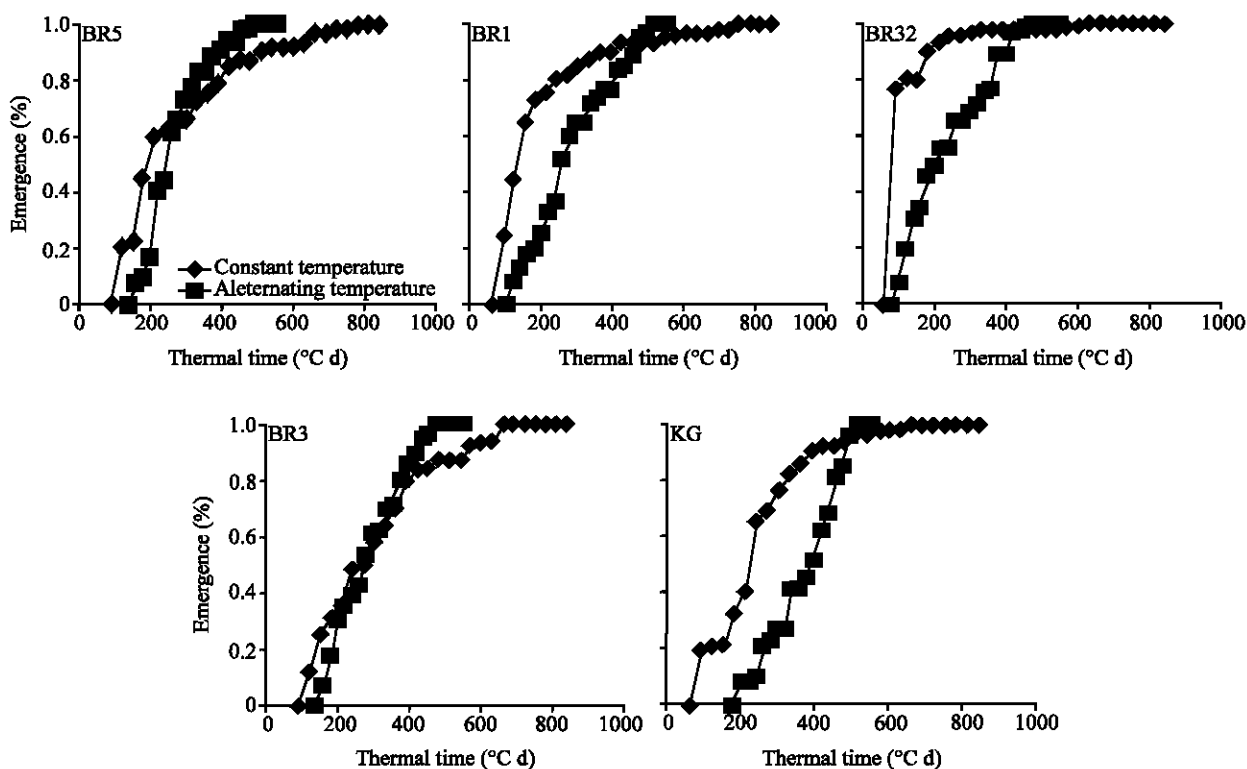 BR5
BR1
BR32
Emergence (%)
1.0
0.8
0.6
0.4
0.2
0
Constant temperature
Aleternating temperature
0 200 400 600 800 1000
0 200 400 600 800 1000
0 200 400 600 800 1000
Thermal time (°C d)
Thermal time (°C d)
Thermal time (°C d)
BR3
KG
Emergence (%)
1.0
0.8
0.6
0.4
0.2
0
0 200 400 600 800 1000
0 200 400 600 800 1000
Thermal time (°C d)
Thermal time (°C d)